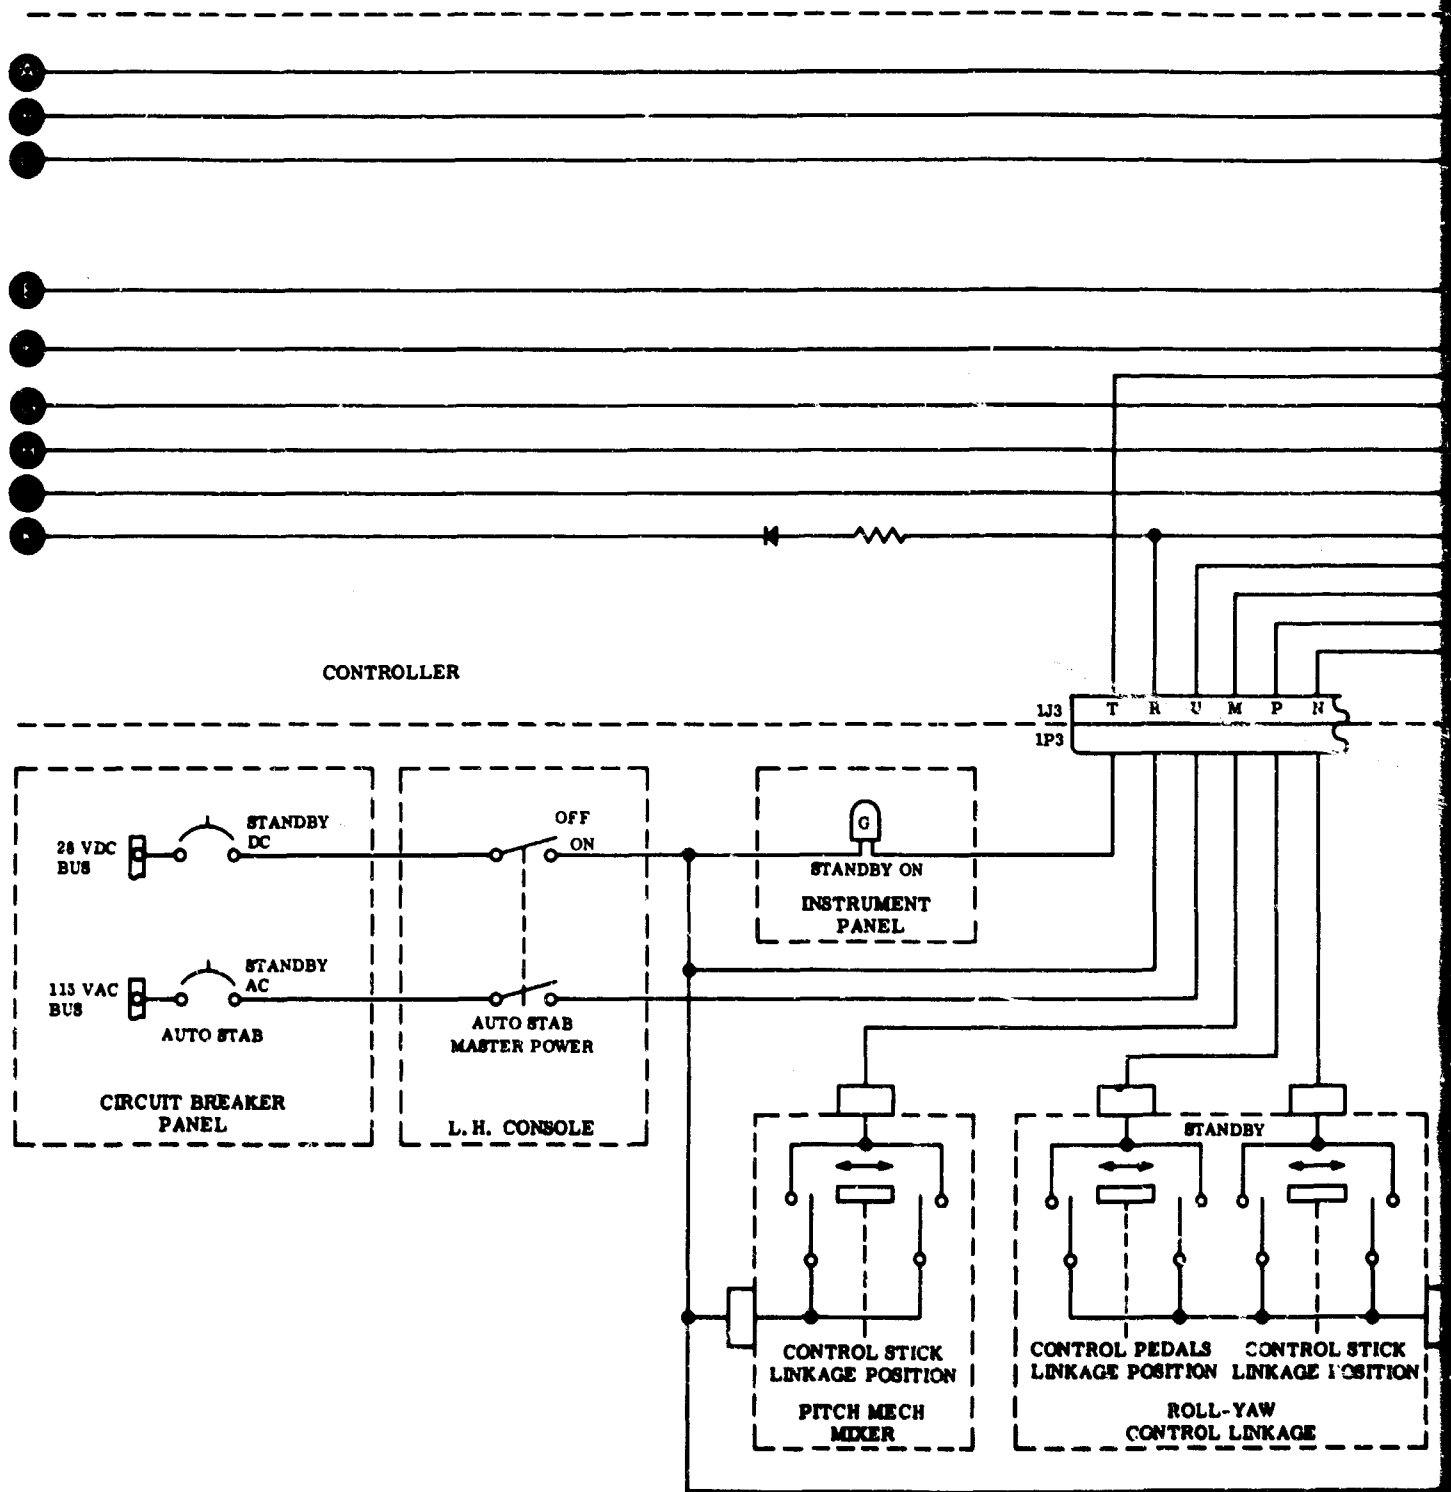 CONTROLLER
1J3
T R U M P N
1P3
STANDBY
DC
28 VDC
BUS
OFF
ON
G
STANDBY ON
INSTRUMENT
PANEL
STANDBY
AC
115 VAC
BUS
AUTO STAB
AUTO STAB
MASTER POWER
CIRCUIT BREAKER
PANEL
L. H. CONSOLE
STANDBY
CONTROL STICK
LINKAGE POSITION
PITCH MECH
MIXER
CONTROL PEDALS
LINKAGE POSITION
CONTROL STICK
LINKAGE POSITION
ROLL-YAW
CONTROL LINKAGE